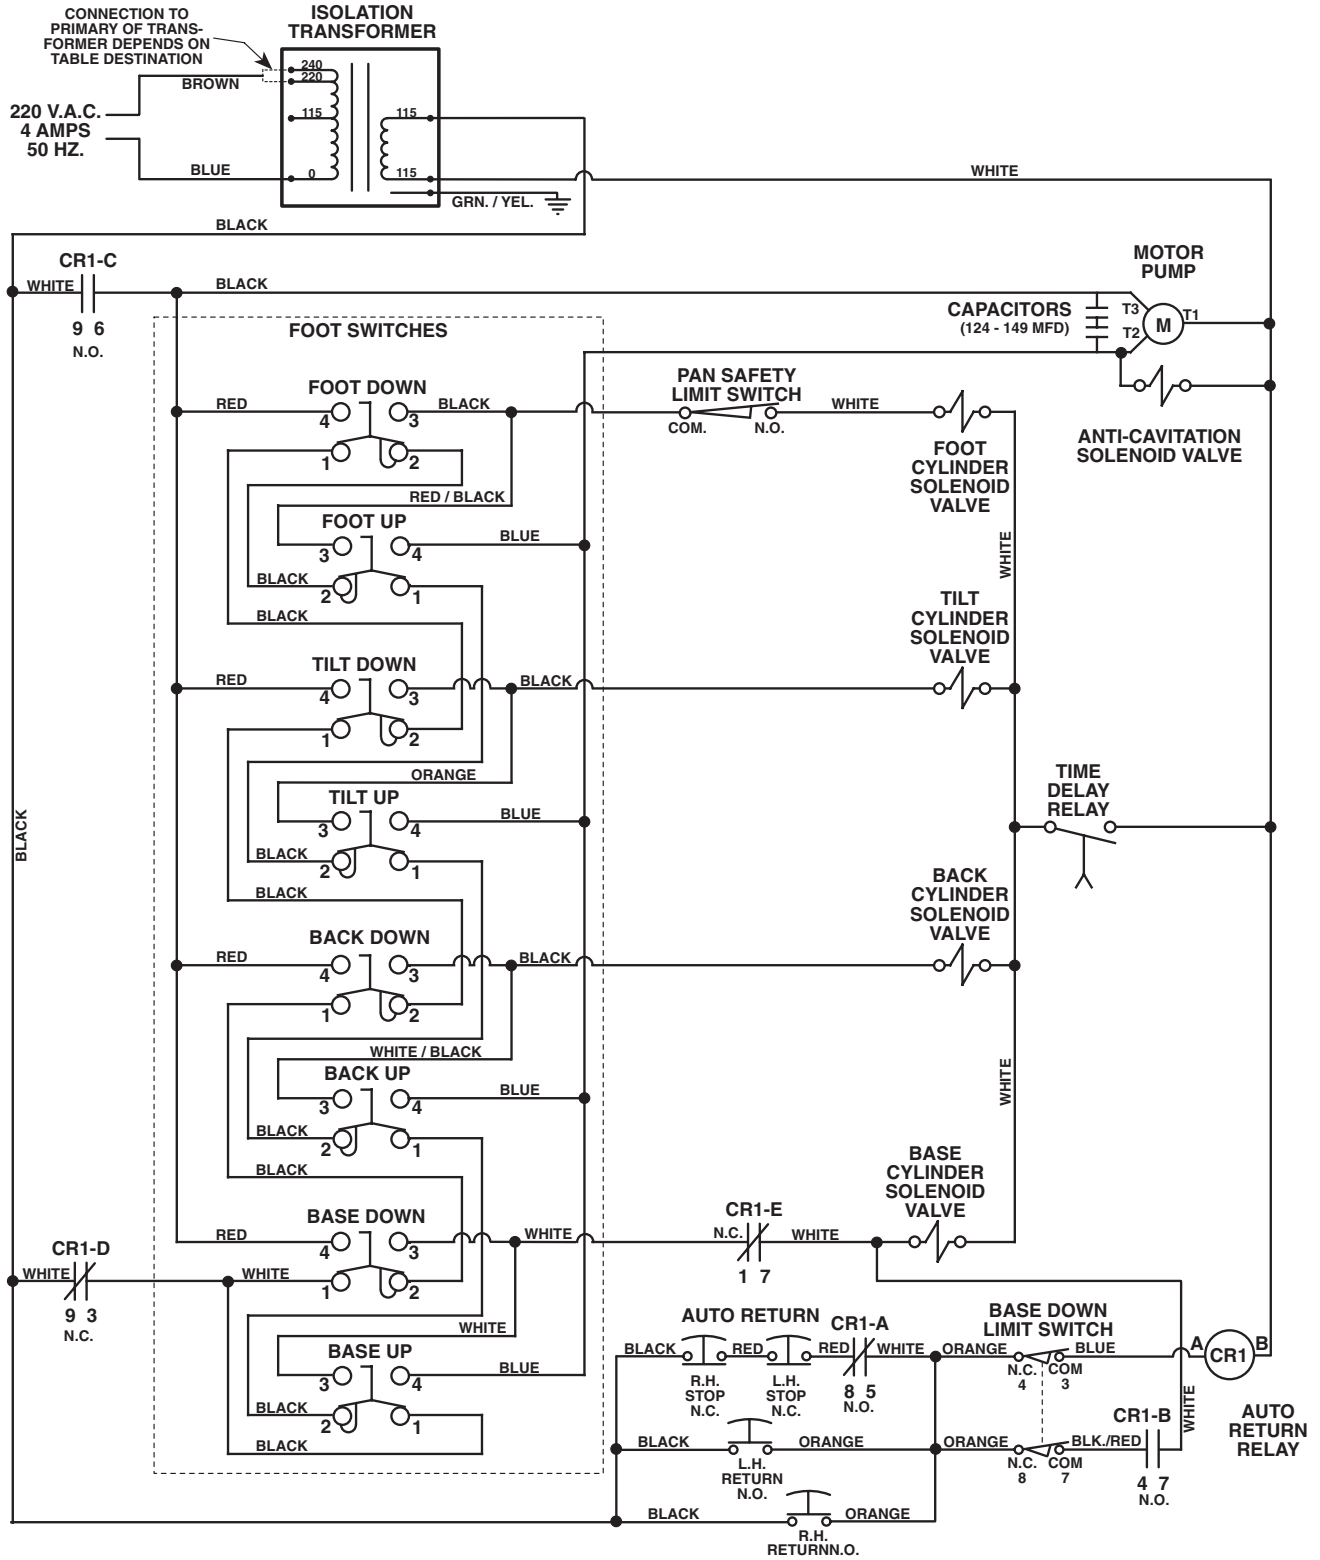 CONNECTION TO
PRIMARY OF TRANS-
FORMER DEPENDS ON
TABLE DESTINATION
ISOLATION
TRANSFORMER
240
220
BROWN
220 V.A.C.
4 AMPS
50 HZ.
115
115
BLUE
0
115
WHITE
GRN. / YEL.
BLACK
CR1-C
WHITE
BLACK
9 6
N.O.
MOTOR
PUMP
CAPACITORS
(124 - 149 MFD)
T3
T2
M
T1
ANTI-CAVITATION
SOLENOID VALVE
FOOT SWITCHES
FOOT DOWN
RED
4
3
BLACK
1
2
PAN SAFETY
LIMIT SWITCH
COM.
N.O.
WHITE
FOOT
CYLINDER
SOLENOID
VALVE
RED / BLACK
FOOT UP
3
4
BLUE
BLACK
2
1
BLACK
WHITE
TILT DOWN
RED
4
3
BLACK
1
2
TILT
CYLINDER
SOLENOID
VALVE
ORANGE
TILT UP
3
4
BLUE
BLACK
2
1
BLACK
TIME
DELAY
RELAY
BLACK
BACK DOWN
RED
4
3
BLACK
1
2
BACK
CYLINDER
SOLENOID
VALVE
WHITE / BLACK
BACK UP
3
4
BLUE
BLACK
2
1
BLACK
WHITE
BASE DOWN
RED
4
3
WHITE
CR1-E
N.C.
WHITE
1 7
BASE
CYLINDER
SOLENOID
VALVE
CR1-D
WHITE
9 3
N.C.
WHITE
1
2
WHITE
BASE UP
3
4
BLUE
BLACK
2
1
BLACK
AUTO RETURN
CR1-A
BLACK
RED
RED
WHITE
R.H.
STOP
N.C.
L.H.
STOP
N.C.
8 5
N.O.
BASE DOWN
LIMIT SWITCH
ORANGE
BLUE
N.C.
4
COM
3
A
CR1
B
AUTO
RETURN
RELAY
WHITE
CR1-B
BLACK
ORANGE
L.H.
RETURN
N.O.
ORANGE
BLK./RED
N.C.
8
COM
7
4 7
N.O.
BLACK
ORANGE
R.H.
RETURNN.O.